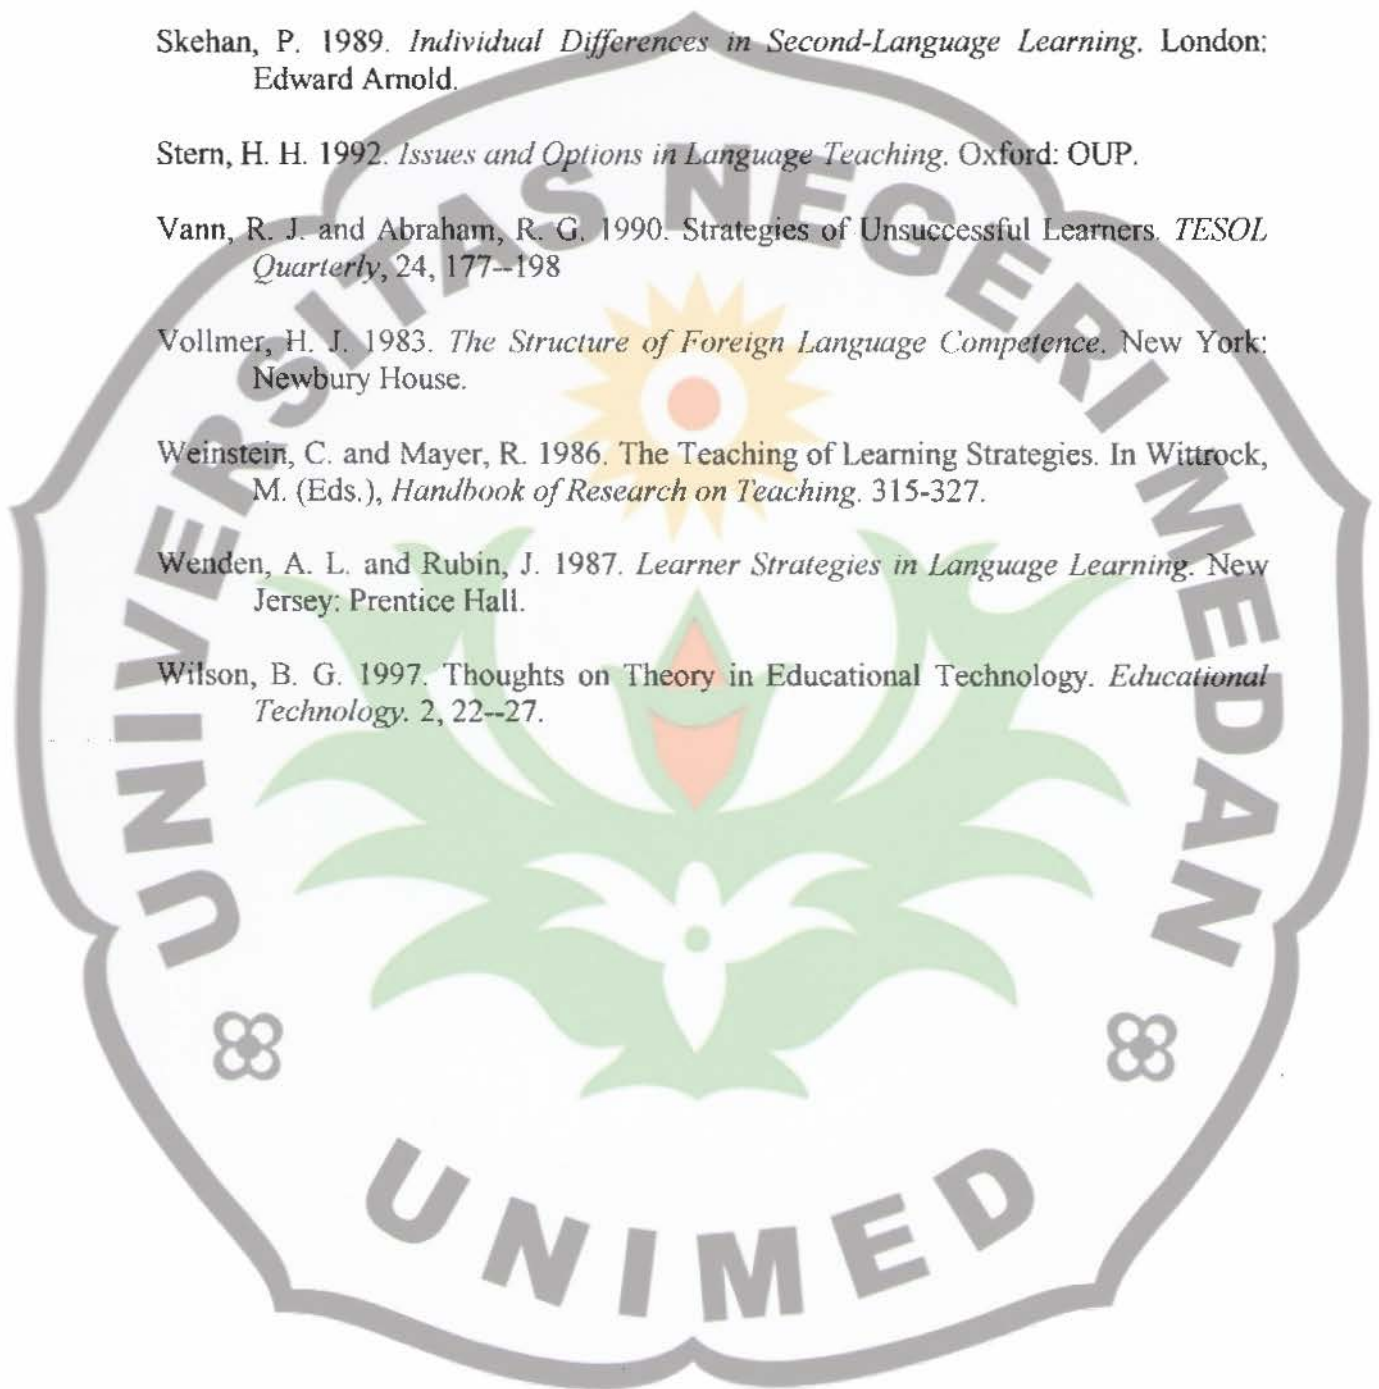 Skehan, P. 1989. Individual Differences in Second-Language Learning. London:
Edward Arnold.
Stern, H. H. 1992. Issues and Options in Language Teaching. Oxford: OUP.
Vann, R. J. and Abraham, R. G. 1990. Strategies of Unsuccessful Learners. TESOL
Quarterly, 24, 177--198
Vollmer, H. J. 1983. The Structure of Foreign Language Competence. New York:
Newbury House.
Weinstein, C. and Mayer, R. 1986. The Teaching of Learning Strategies. In Wittrock,
M. (Eds.), Handbook of Research on Teaching. 315-327.
Wenden, A. L. and Rubin, J. 1987. Learner Strategies in Language Learning. New
Jersey: Prentice Hall.
Wilson, B. G. 1997. Thoughts on Theory in Educational Technology. Educational
Technology. 2, 22--27.
UNIVERSITAS NEGERI MEDAN
UNIMED